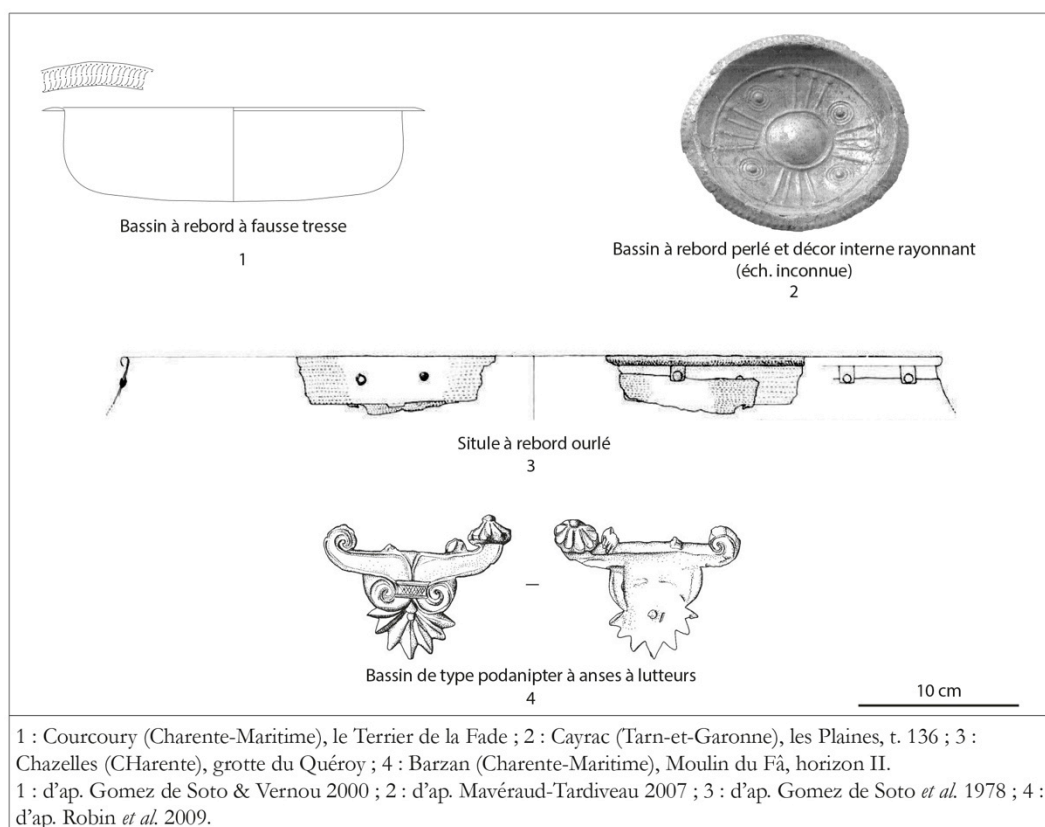 Bassin à rebord à fausse tresse
1
Bassin à rebord perlé et décor interne rayonnant
(éch. inconnue)
2
Situle à rebord ourlé
3
Bassin de type podanipter à anses à lutteurs
4
10 cm
1 : Courcoury (Charente-Maritime), le Terrier de la Fade ; 2 : Cayrac (Tarn-et-Garonne), les Plaines, t. 136 ; 3 :
Chazelles (CHarente), grotte du Quéroy ; 4 : Barzan (Charente-Maritime), Moulin du Fâ, horizon II.
1 : d'ap. Gomez de Soto & Vernou 2000 ; 2 : d'ap. Mavéraud-Tardiveau 2007 ; 3 : d'ap. Gomez de Soto et al. 1978 ; 4 :
d'ap. Robin et al. 2009.